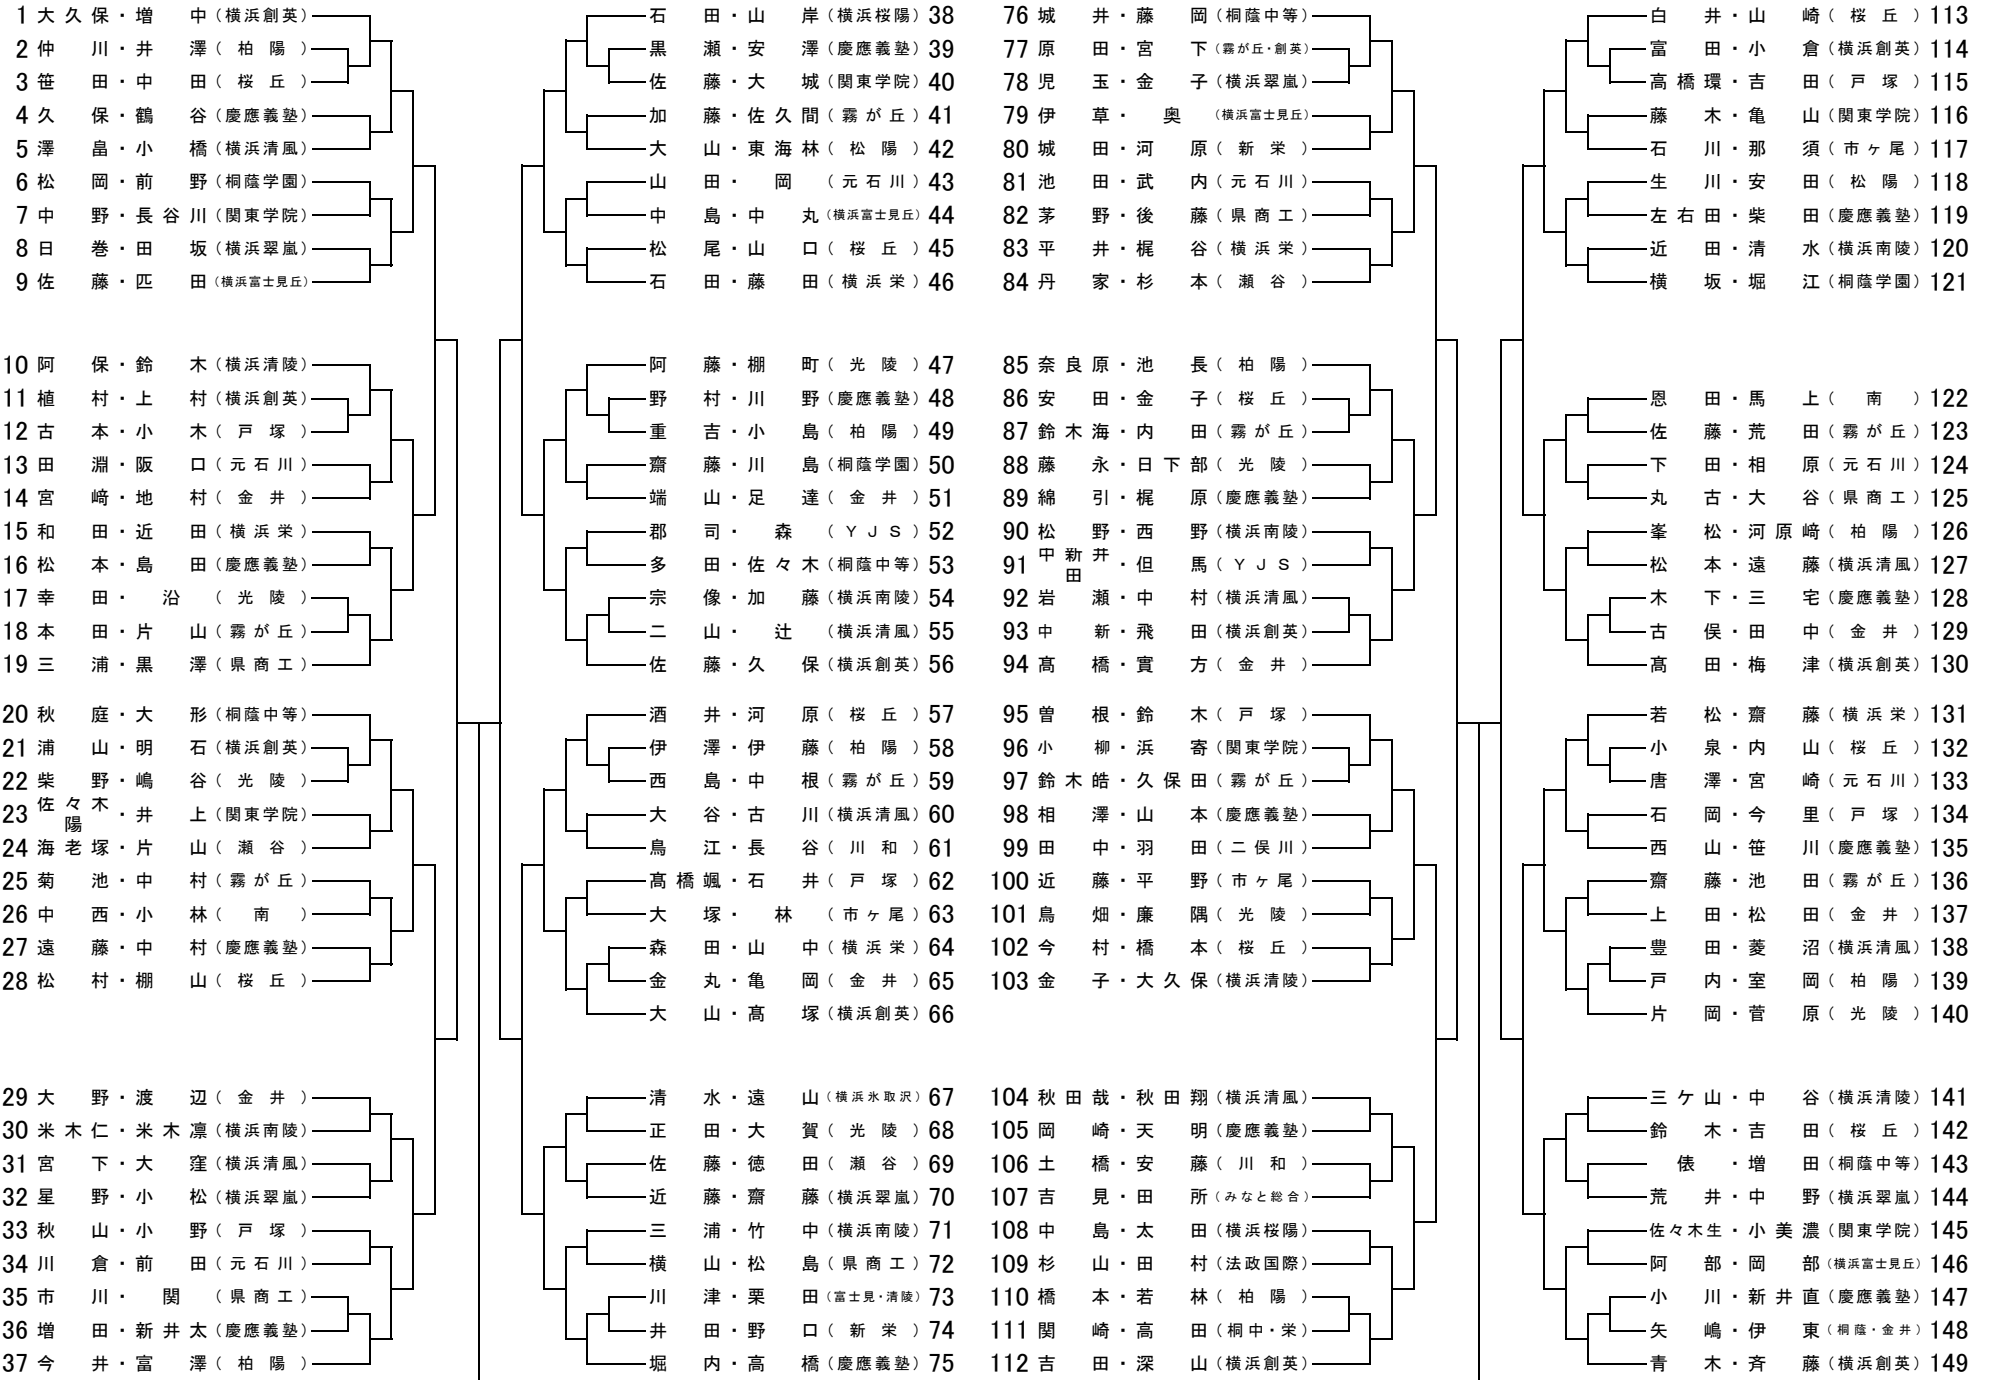 1 大久保・増中（横浜創英）
2 仲川・井澤（柏陽）
3 笹田・中田（桜丘）
4 久保・鶴谷（慶應義塾）
5 澤畠・小橋（横浜清風）
6 松岡・前野（桐蔭学園）
7 中野・長谷川（関東学院）
8 日巻・田坂（横浜翠嵐）
9 佐藤・匹田（横浜富士見丘）
10 阿保・鈴木（横浜清陵）
11 植村・上村（横浜創英）
12 古本・小木（戸塚）
13 田淵・阪口（元石川）
14 宮﨑・地村（金井）
15 和田・近田（横浜栄）
16 松本・島田（慶應義塾）
17 幸田・沿（光陵）
18 本田・片山（霧が丘）
19 三浦・黒澤（県商工）
20 秋庭・大形（桐蔭中等）
21 浦山・明石（横浜創英）
22 柴野・嶋谷（光陵）
23 佐々木陽・井上（関東学院）
24 海老塚・片山（瀬谷）
25 菊池・中村（霧が丘）
26 中西・小林（南）
27 遠藤・中村（慶應義塾）
28 松村・棚山（桜丘）
29 大野・渡辺（金井）
30 米木仁・米木凛（横浜南陵）
31 宮下・大窪（横浜清風）
32 星野・小松（横浜翠嵐）
33 秋山・小野（戸塚）
34 川倉・前田（元石川）
35 市川・関（県商工）
36 増田・新井太（慶應義塾）
37 今井・富澤（柏陽）
石田・山岸（横浜桜陽）38
黒瀬・安澤（慶應義塾）39
佐藤・大城（関東学院）40
加藤・佐久間（霧が丘）41
大山・東海林（松陽）42
山田・岡（元石川）43
中島・中丸（横浜富士見丘）44
松尾・山口（桜丘）45
石田・藤田（横浜栄）46
阿藤・棚町（光陵）47
野村・川野（慶應義塾）48
重吉・小島（柏陽）49
齋藤・川島（桐蔭学園）50
端山・足達（金井）51
郡司・森（ＹＪＳ）52
多田・佐々木（桐蔭中等）53
宗像・加藤（横浜南陵）54
二山・辻（横浜清風）55
佐藤・久保（横浜創英）56
酒井・河原（桜丘）57
伊澤・伊藤（柏陽）58
西島・中根（霧が丘）59
大谷・古川（横浜清風）60
鳥江・長谷（川和）61
髙橋颯・石井（戸塚）62
大塚・林（市ヶ尾）63
森田・山中（横浜栄）64
金丸・亀岡（金井）65
大山・髙塚（横浜創英）66
清水・遠山（横浜氷取沢）67
正田・大賀（光陵）68
佐藤・徳田（瀬谷）69
近藤・齋藤（横浜翠嵐）70
三浦・竹中（横浜南陵）71
横山・松島（県商工）72
川津・栗田（富士見・清陵）73
井田・野口（新栄）74
堀内・高橋（慶應義塾）75
76 城井・藤岡（桐蔭中等）
77 原田・宮下（霧が丘・創英）
78 児玉・金子（横浜翠嵐）
79 伊草・奥（横浜富士見丘）
80 城田・河原（新栄）
81 池田・武内（元石川）
82 茅野・後藤（県商工）
83 平井・梶谷（横浜栄）
84 丹家・杉本（瀬谷）
85 奈良原・池長（柏陽）
86 安田・金子（桜丘）
87 鈴木海・内田（霧が丘）
88 藤永・日下部（光陵）
89 綿引・梶原（慶應義塾）
90 松野・西野（横浜南陵）
91 中新井田・但馬（ＹＪＳ）
92 岩瀬・中村（横浜清風）
93 中新・飛田（横浜創英）
94 髙橋・實方（金井）
95 曽根・鈴木（戸塚）
96 小柳・浜寄（関東学院）
97 鈴木皓・久保田（霧が丘）
98 相澤・山本（慶應義塾）
99 田中・羽田（二俣川）
100 近藤・平野（市ヶ尾）
101 鳥畑・廉隅（光陵）
102 今村・橋本（桜丘）
103 金子・大久保（横浜清陵）
104 秋田哉・秋田翔（横浜清風）
105 岡崎・天明（慶應義塾）
106 土橋・安藤（川和）
107 吉見・田所（みなと総合）
108 中島・太田（横浜桜陽）
109 杉山・田村（法政国際）
110 橋本・若林（柏陽）
111 関崎・高田（桐中・栄）
112 吉田・深山（横浜創英）
白井・山崎（桜丘）113
富田・小倉（横浜創英）114
高橋環・吉田（戸塚）115
藤木・亀山（関東学院）116
石川・那須（市ヶ尾）117
生川・安田（松陽）118
左右田・柴田（慶應義塾）119
近田・清水（横浜南陵）120
横坂・堀江（桐蔭学園）121
恩田・馬上（南）122
佐藤・荒田（霧が丘）123
下田・相原（元石川）124
丸古・大谷（県商工）125
峯松・河原﨑（柏陽）126
松本・遠藤（横浜清風）127
木下・三宅（慶應義塾）128
古俣・田中（金井）129
髙田・梅津（横浜創英）130
若松・齋藤（横浜栄）131
小泉・内山（桜丘）132
唐澤・宮崎（元石川）133
石岡・今里（戸塚）134
西山・笹川（慶應義塾）135
齋藤・池田（霧が丘）136
上田・松田（金井）137
豊田・菱沼（横浜清風）138
戸内・室岡（柏陽）139
片岡・菅原（光陵）140
三ケ山・中谷（横浜清陵）141
鈴木・吉田（桜丘）142
俵・増田（桐蔭中等）143
荒井・中野（横浜翠嵐）144
佐々木生・小美濃（関東学院）145
阿部・岡部（横浜富士見丘）146
小川・新井直（慶應義塾）147
矢嶋・伊東（桐蔭・金井）148
青木・斉藤（横浜創英）149